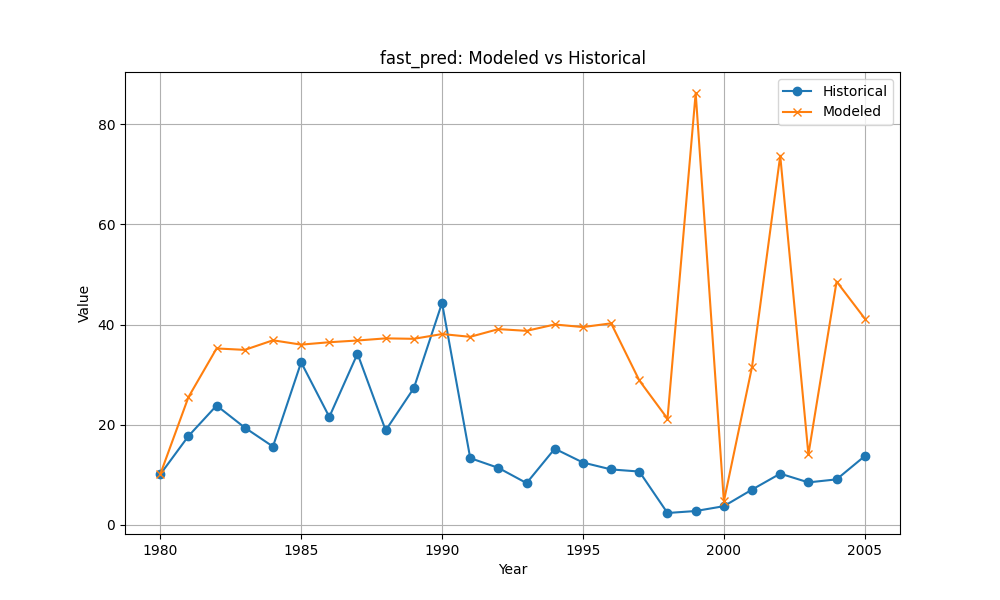 fast_pred: Modeled vs Historical
Historical
Modeled
Value
80
60
40
20
0
1980
1985
1990
1995
2000
2005
Year